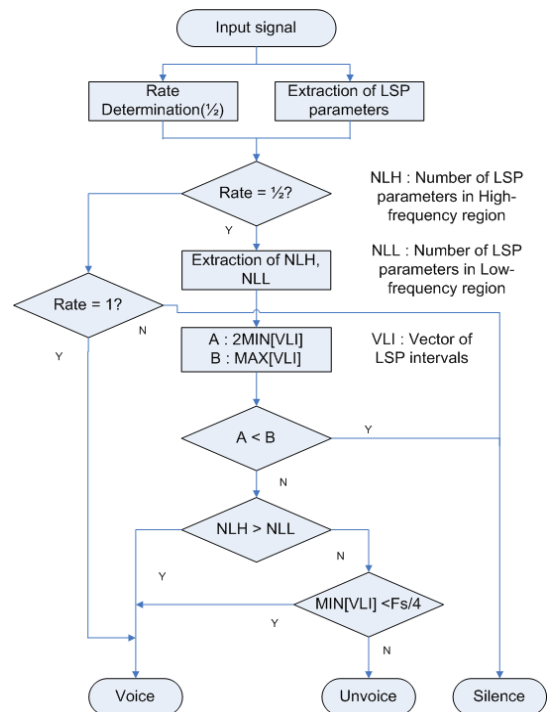 Input signal
Rate
Determination(½)
Extraction of LSP
parameters
Rate = ½?
NLH : Number of LSP
parameters in High-
frequency region
Y
Extraction of NLH,
NLL
NLL : Number of LSP
parameters in Low-
frequency region
Rate = 1?
N
Y
A : 2MIN[VLI]
B : MAX[VLI]
VLI : Vector of
LSP intervals
A < B
Y
N
NLH > NLL
N
Y
MIN[VLI] <Fs/4
Y
N
Voice
Unvoice
Silence